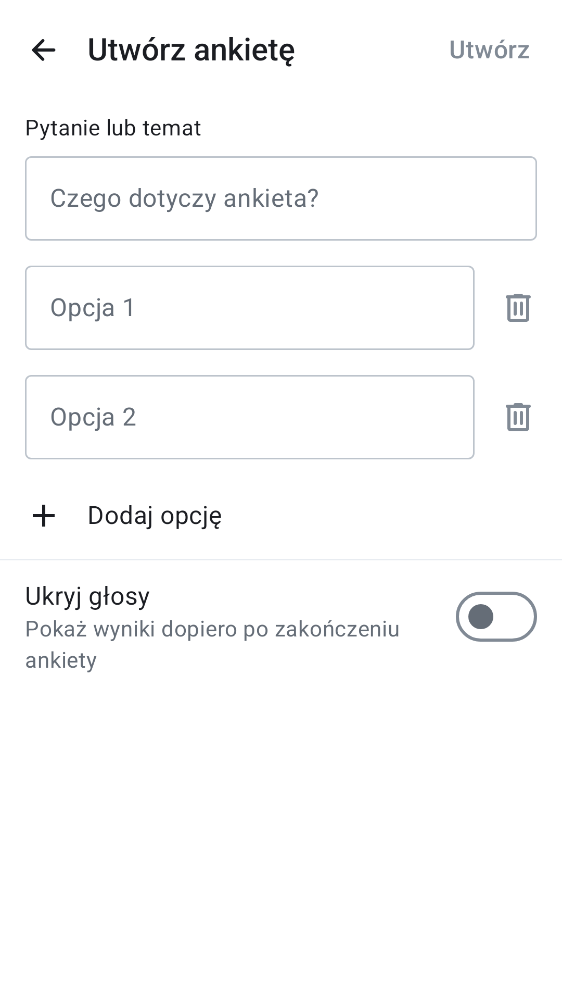 Utwórz ankietę
Utwórz
Pytanie lub temat
Czego dotyczy ankieta?
Opcja 1
Opcja 2
Dodaj opcję
Ukryj głosy
Pokaż wyniki dopiero po zakończeniu
ankiety